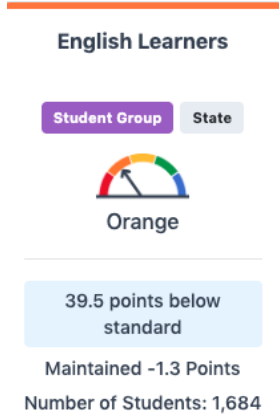 English Learners
Student Group State
Orange
39.5 points below
standard
Maintained -1.3 Points
Number of Students: 1,684